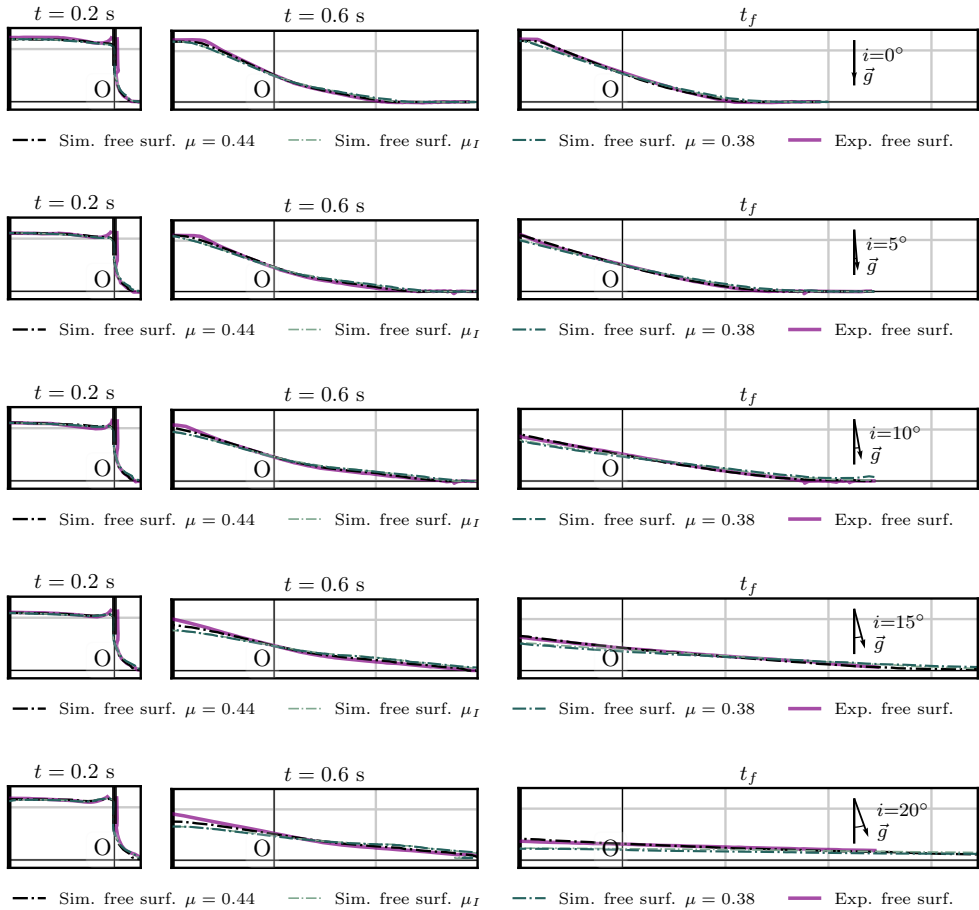 t = 0.2 s t = 0.6 s t_f
O O O i=0° g⃗
Sim. free surf. μ = 0.44 Sim. free surf. μ_I Sim. free surf. μ = 0.38 Exp. free surf.
t = 0.2 s t = 0.6 s t_f
O O O i=5° g⃗
Sim. free surf. μ = 0.44 Sim. free surf. μ_I Sim. free surf. μ = 0.38 Exp. free surf.
t = 0.2 s t = 0.6 s t_f
O O O i=10° g⃗
Sim. free surf. μ = 0.44 Sim. free surf. μ_I Sim. free surf. μ = 0.38 Exp. free surf.
t = 0.2 s t = 0.6 s t_f
O O O i=15° g⃗
Sim. free surf. μ = 0.44 Sim. free surf. μ_I Sim. free surf. μ = 0.38 Exp. free surf.
t = 0.2 s t = 0.6 s t_f
O O O i=20° g⃗
Sim. free surf. μ = 0.44 Sim. free surf. μ_I Sim. free surf. μ = 0.38 Exp. free surf.